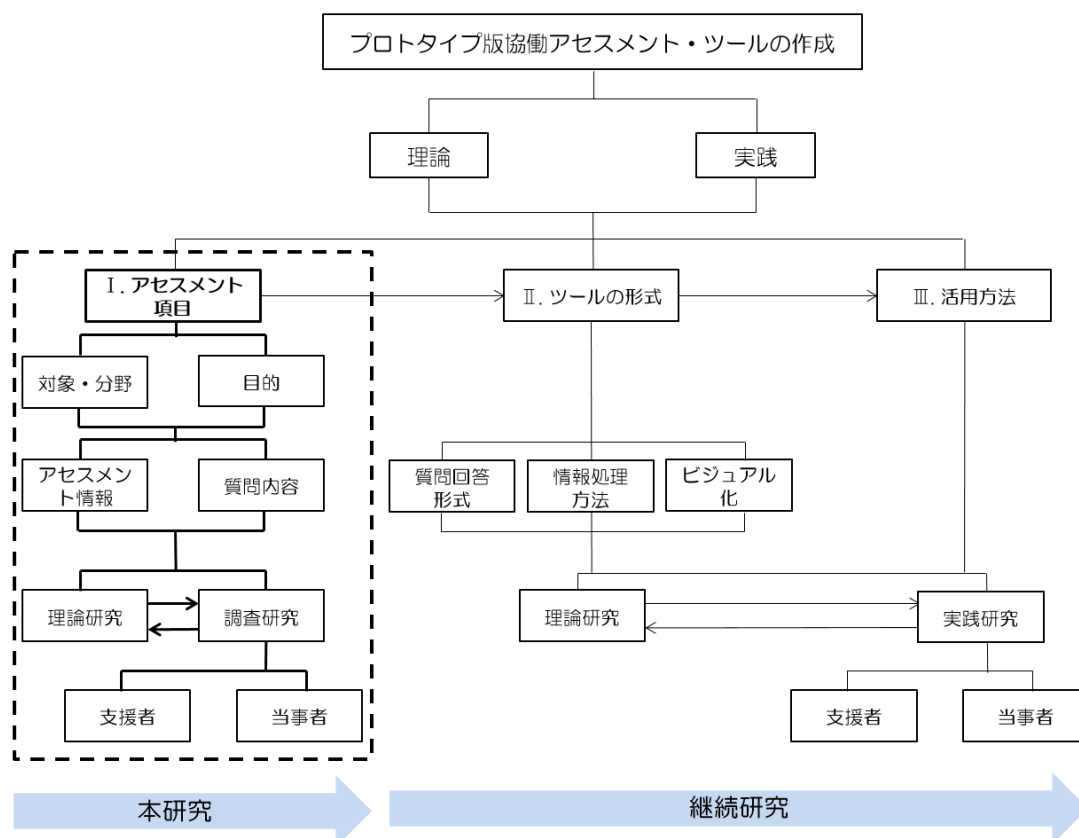 プロトタイプ版協働アセスメント・ツールの作成
理論
実践
Ⅰ. アセスメント
項目
Ⅱ. ツールの形式
Ⅲ. 活用方法
対象・分野
目的
アセスメン
ト情報
質問内容
質問回答
形式
情報処理
方法
ビジュアル
化
理論研究
調査研究
理論研究
実践研究
支援者
当事者
支援者
当事者
本研究
継続研究